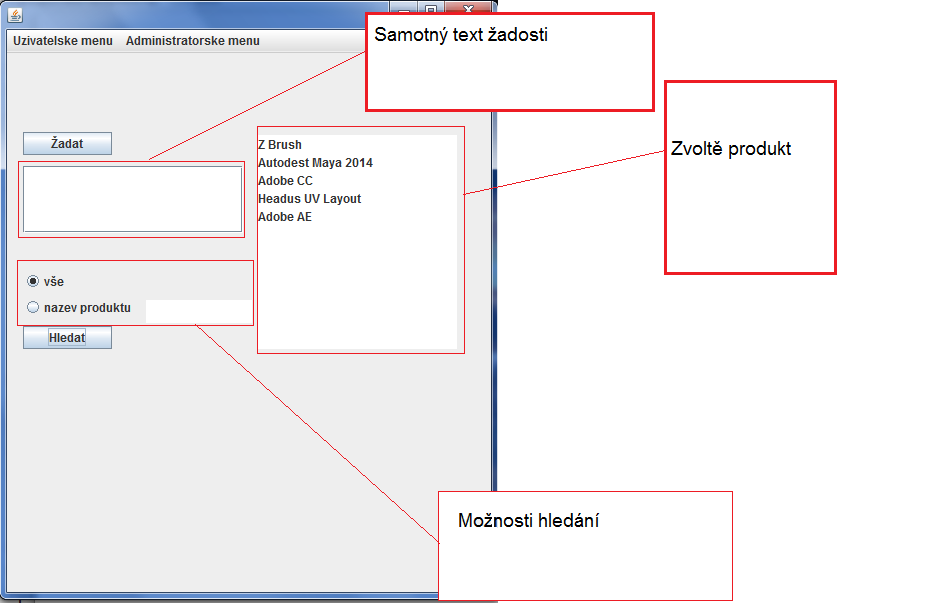 Uzivatelske menu Administratorske menu
Samotný text žadosti
Žadat
Z Brush
Autodest Maya 2014
Adobe CC
Headus UV Layout
Adobe AE
Zvoltě produkt
vše
nazev produktu
Hledat
Možnosti hledání